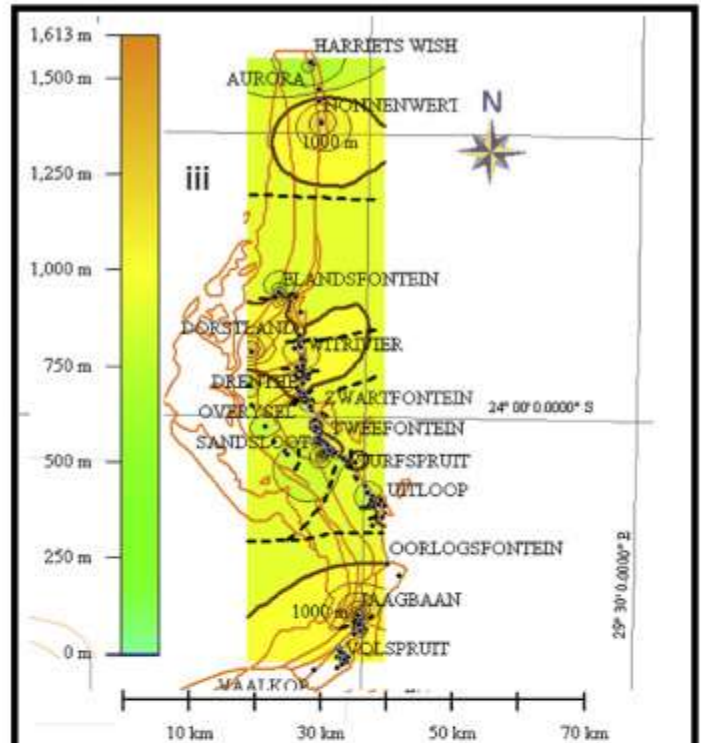 1,613 m
1,500 m
1,250 m
1,000 m
750 m
500 m
250 m
0 m
iii
N
HARRIETS WISH
AURORA
NONNENWERT
1000 m
ELANDSFONTEIN
DORSTLAND
WITRIVIER
DRENTHE
ZWARTFONTEIN
OVERYSEL
24° 00' 0.0000" S
TWEEFONTEIN
SANDSLOOT
TURFSPRUIT
UITLOOP
OORLOGSFONTEIN
29° 30' 0.0000" E
JAAGBAAN
1000 m
VOLSPRUIT
MAALKOP
10 km
30 km
50 km
70 km